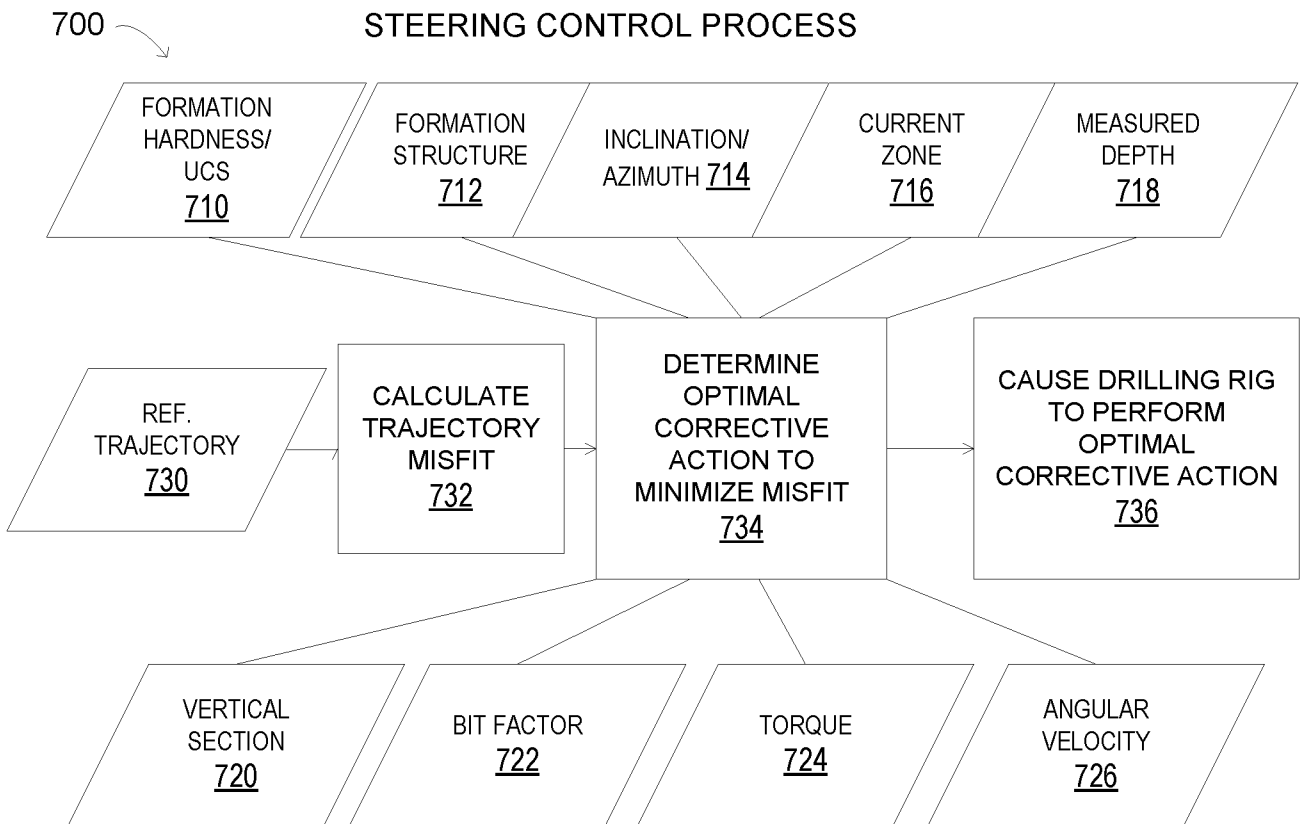 700
STEERING CONTROL PROCESS
FORMATION
HARDNESS/
UCS
710
FORMATION
STRUCTURE
712
INCLINATION/
AZIMUTH 714
CURRENT
ZONE
716
MEASURED
DEPTH
718
REF.
TRAJECTORY
730
CALCULATE
TRAJECTORY
MISFIT
732
DETERMINE
OPTIMAL
CORRECTIVE
ACTION TO
MINIMIZE MISFIT
734
CAUSE DRILLING RIG
TO PERFORM
OPTIMAL
CORRECTIVE ACTION
736
VERTICAL
SECTION
720
BIT FACTOR
722
TORQUE
724
ANGULAR
VELOCITY
726